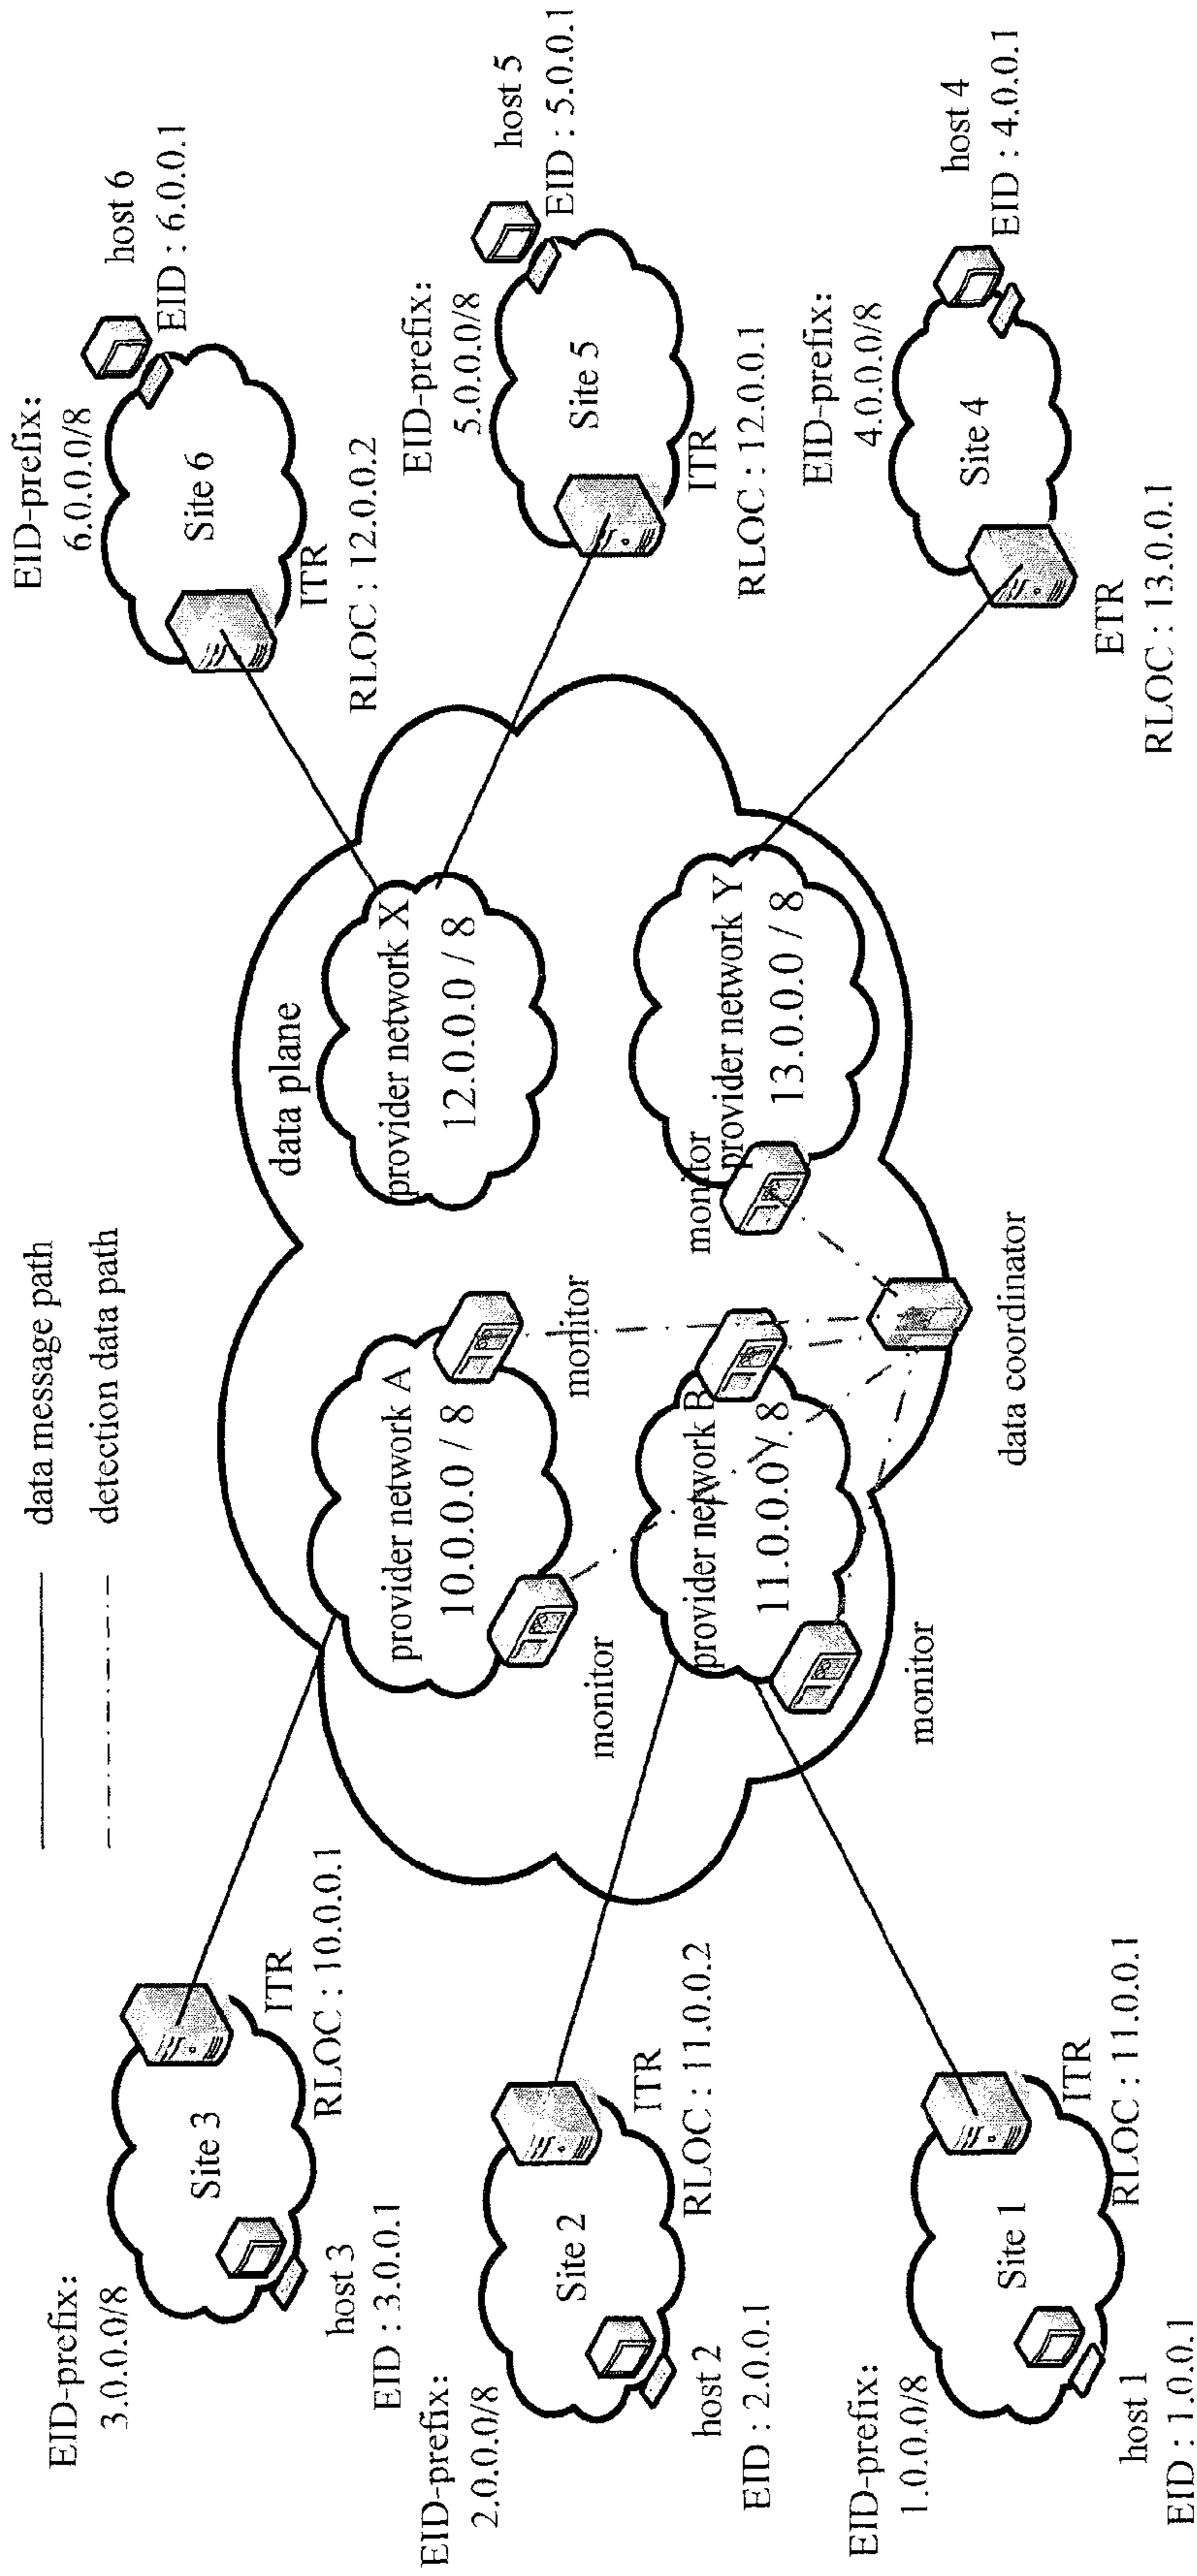 data message path
detection data path
EID-prefix:
3.0.0.0/8
Site 3
host 3
EID : 3.0.0.1
ITR
RLOC : 10.0.0.1
EID-prefix:
2.0.0.0/8
Site 2
host 2
EID : 2.0.0.1
ITR
RLOC : 11.0.0.2
EID-prefix:
1.0.0.0/8
Site 1
host 1
EID : 1.0.0.1
ITR
RLOC : 11.0.0.1
data plane
provider network A
10.0.0.0 / 8
monitor
monitor
provider network B
11.0.0.0 / 8
monitor
provider network X
12.0.0.0 / 8
monitor
provider network Y
13.0.0.0 / 8
data coordinator
EID-prefix:
6.0.0.0/8
Site 6
host 6
EID : 6.0.0.1
ITR
RLOC : 12.0.0.2
EID-prefix:
5.0.0.0/8
Site 5
host 5
EID : 5.0.0.1
ITR
RLOC : 12.0.0.1
EID-prefix:
4.0.0.0/8
Site 4
host 4
EID : 4.0.0.1
ETR
RLOC : 13.0.0.1